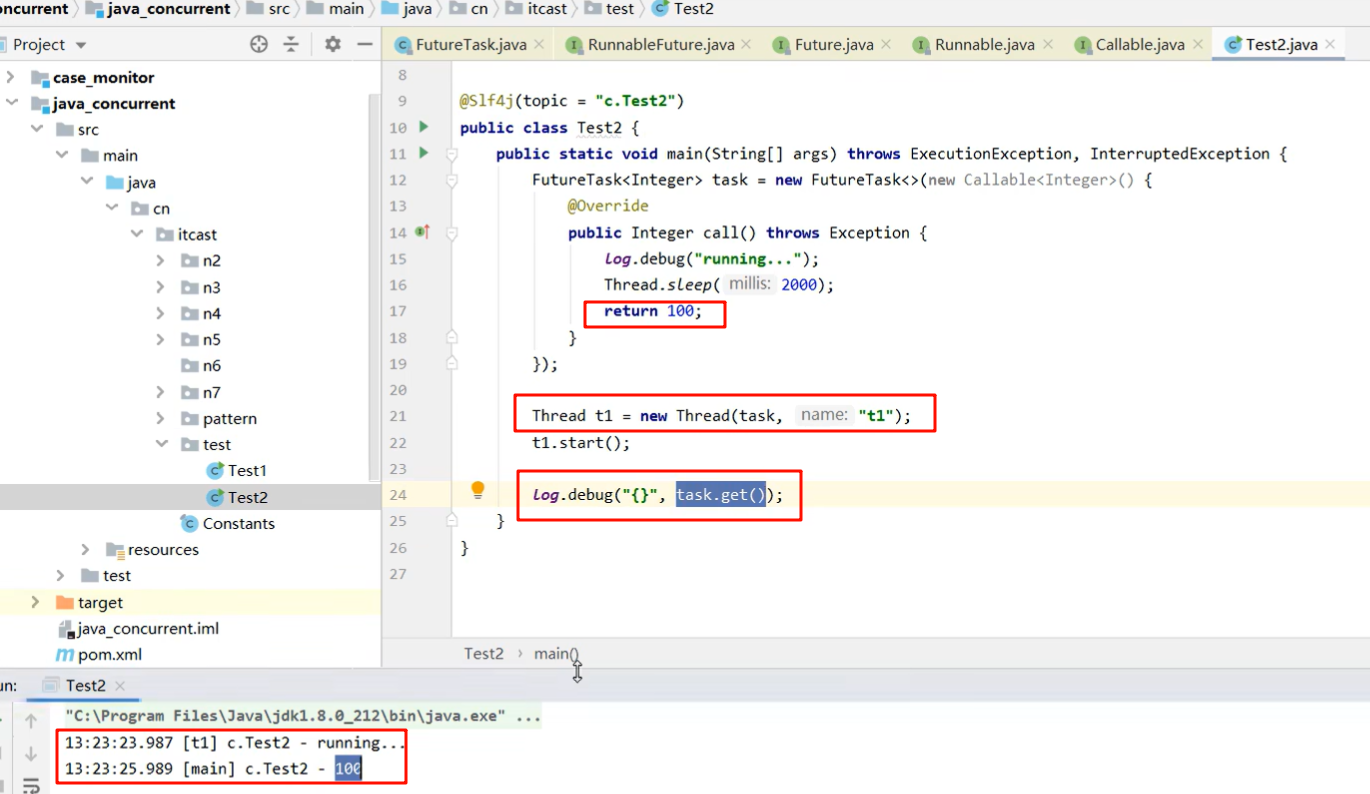 java_concurrent src main java cn itcast test Test2
Project
FutureTask.java RunnableFuture.java Future.java Runnable.java Callable.java Test2.java
case_monitor
java_concurrent
src
main
java
cn
itcast
n2
n3
n4
n5
n6
n7
pattern
test
Test1
Test2
Constants
resources
test
target
java_concurrent.iml
pom.xml
8
9 @Slf4j(topic = "c.Test2")
10 public class Test2 {
11 public static void main(String[] args) throws ExecutionException, InterruptedException {
12 FutureTask<Integer> task = new FutureTask<>(new Callable<Integer>() {
13 @Override
14 public Integer call() throws Exception {
15 log.debug("running...");
16 Thread.sleep( millis: 2000);
17 return 100;
18 }
19 });
20
21 Thread t1 = new Thread(task, name: "t1");
22 t1.start();
23
24 log.debug("{}", task.get());
25 }
26 }
27
Test2 › main()
Test2
"C:\Program Files\Java\jdk1.8.0_212\bin\java.exe" ...
13:23:23.987 [t1] c.Test2 - running...
13:23:25.989 [main] c.Test2 - 100